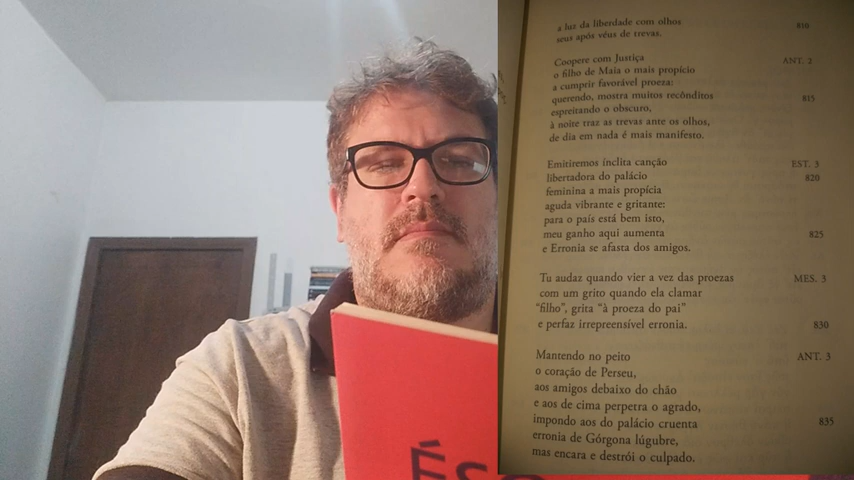 a luz da liberdade com olhos 810
seus após véus de trevas.
Coopere com Justiça ANT. 2
o filho de Maia o mais propício
a cumprir favorável proeza:
querendo, mostra muitos recônditos 815
espreitando o obscuro,
à noite traz as trevas ante os olhos,
de dia em nada é mais manifesto.
Emitiremos ínclita canção EST. 3
libertadora do palácio 820
feminina a mais propícia
aguda vibrante e gritante:
para o país está bem isto,
meu ganho aqui aumenta 825
e Erronia se afasta dos amigos.
Tu audaz quando vier a vez das proezas MES. 3
com um grito quando ela clamar
“filho”, grita “à proeza do pai”
e perfaz irrepreensível erronia. 830
Mantendo no peito ANT. 3
o coração de Perseu,
aos amigos debaixo do chão
e aos de cima perpetra o agrado,
impondo aos do palácio cruenta 835
erronia de Górgona lúgubre,
mas encara e destrói o culpado.
ÉSQ